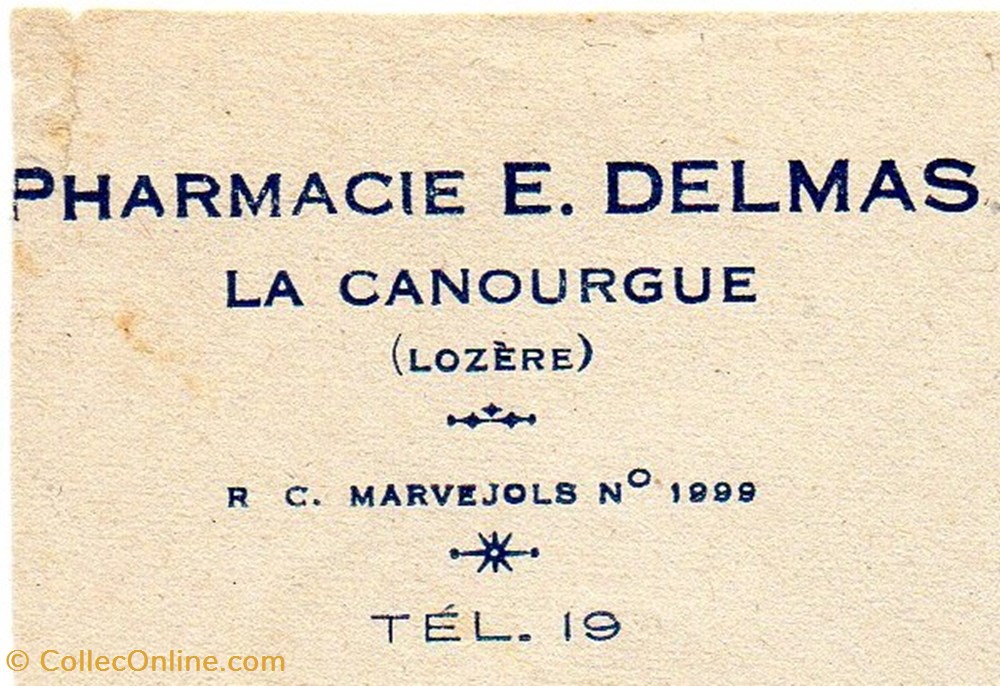 PHARMACIE E. DELMAS
LA CANOURGUE
(LOZÈRE)
R C. MARVEJOLS Nº 1999
TÉL. 19
© CollecOnline.com